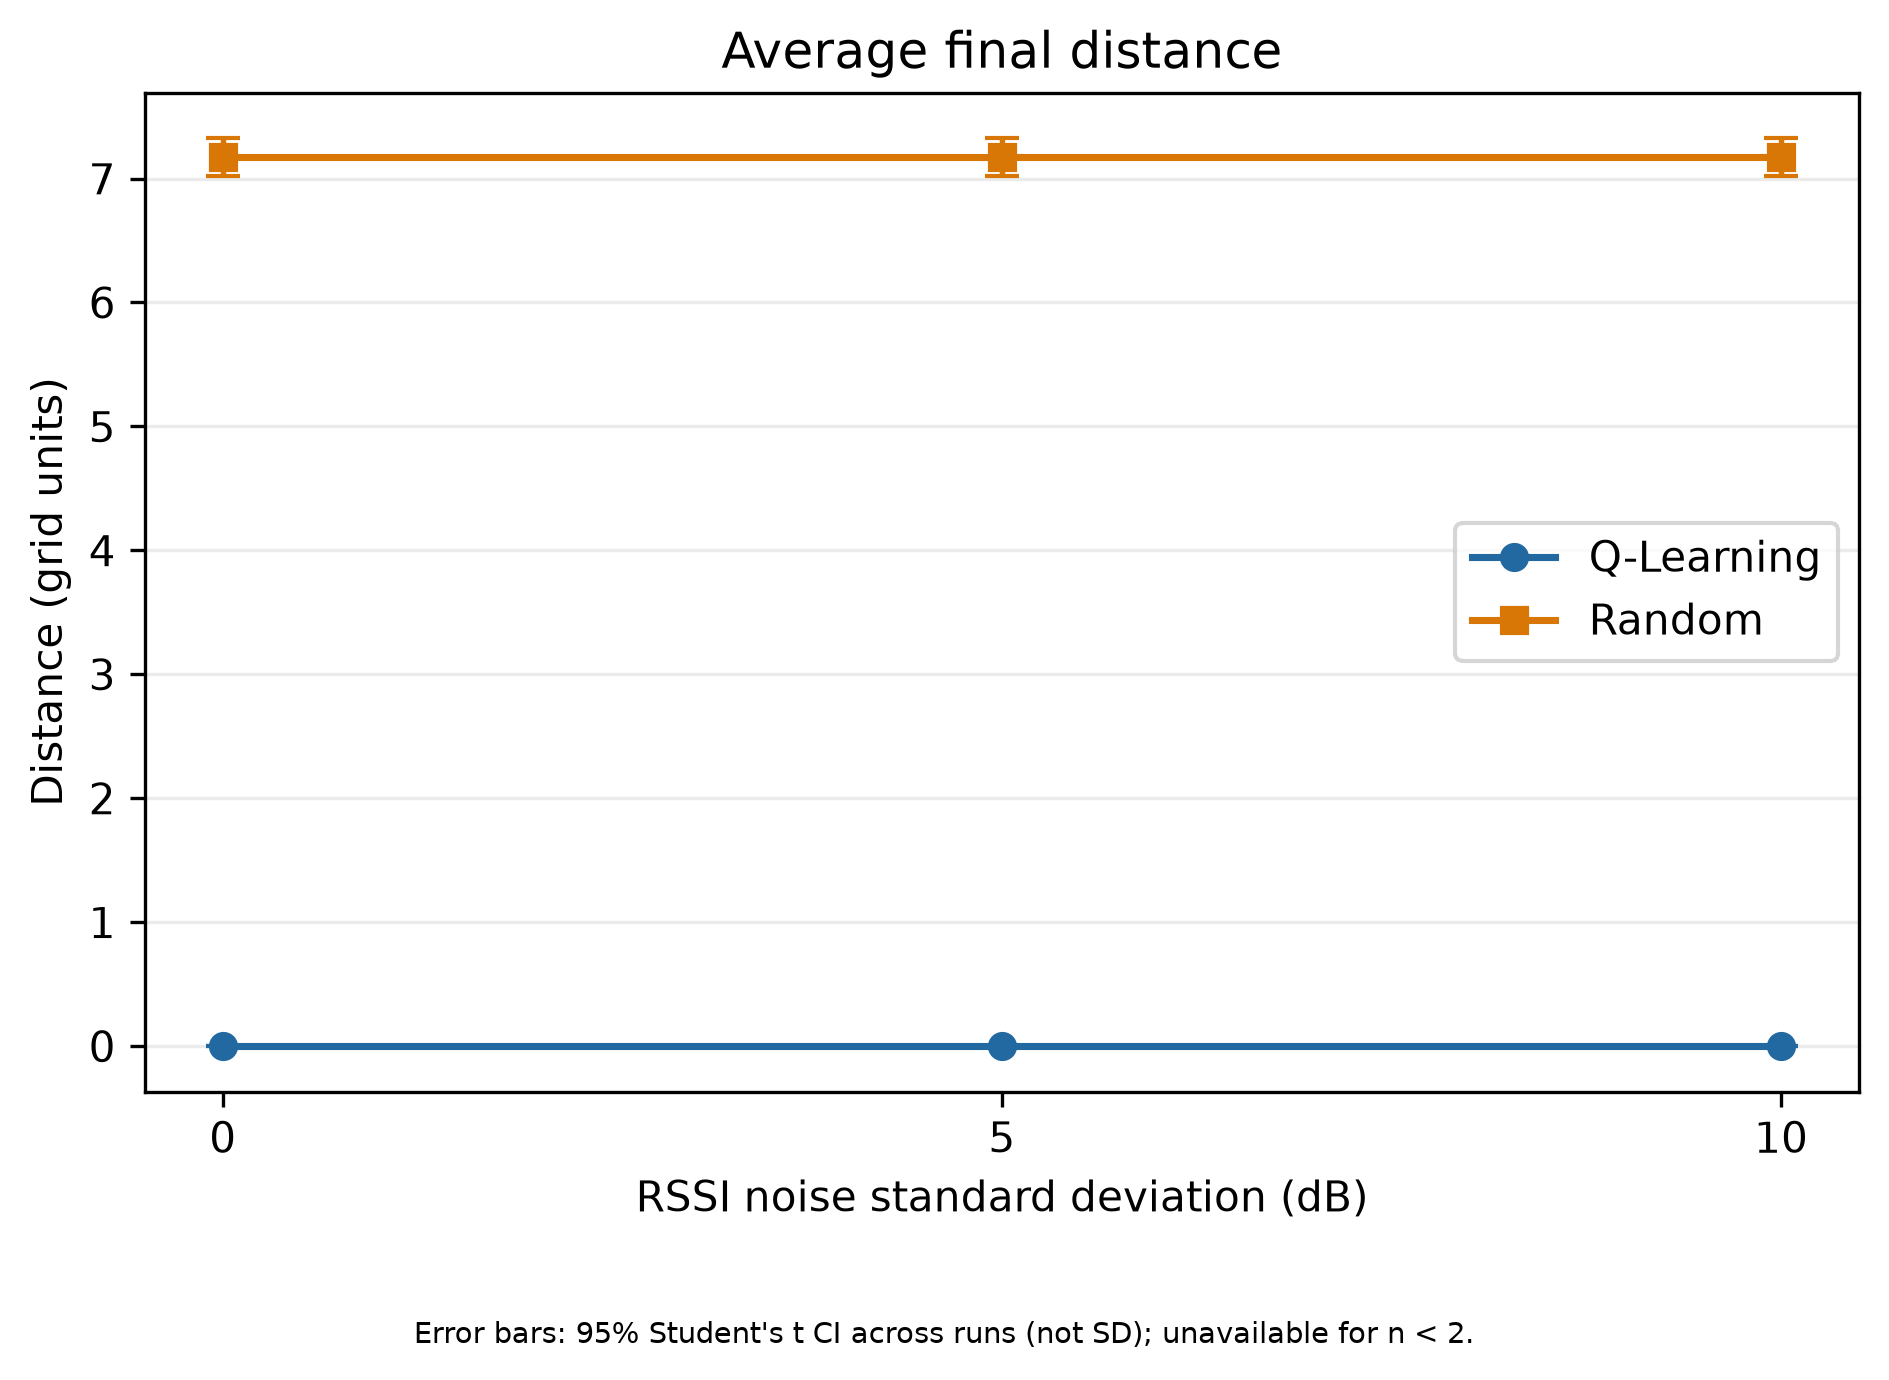 Average final distance
Distance (grid units)
7
6
5
4
3
2
1
0
Q-Learning
Random
0 5 10
RSSI noise standard deviation (dB)
Error bars: 95% Student's t CI across runs (not SD); unavailable for n < 2.